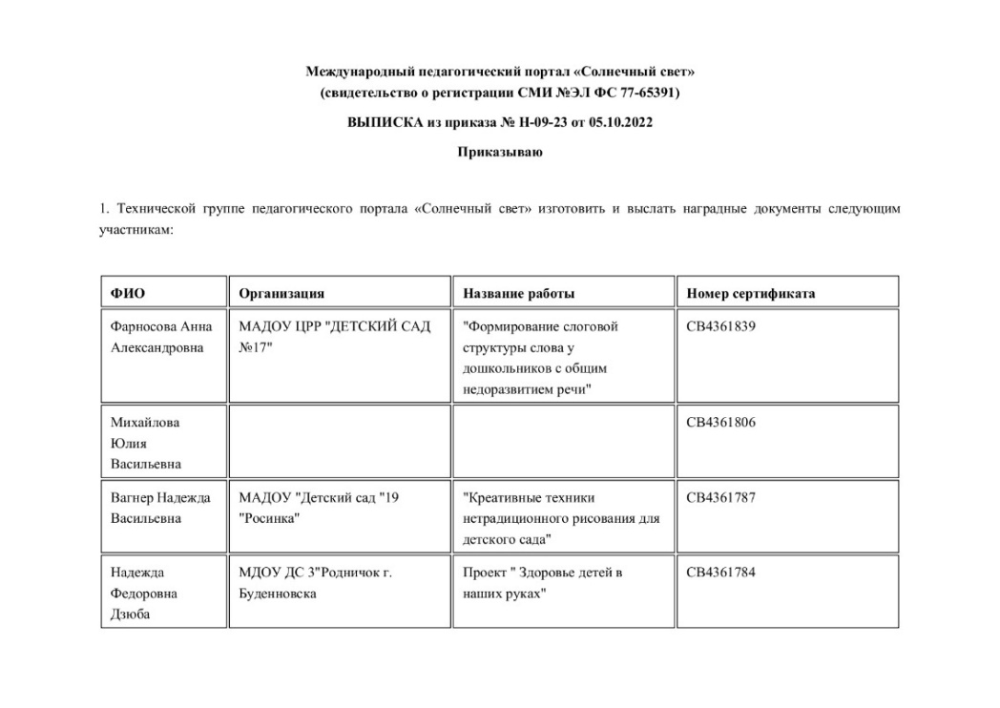 Международный педагогический портал «Солнечный свет»
(свидетельство о регистрации СМИ №ЭЛ ФС 77-65391)
ВЫПИСКА из приказа № Н-09-23 от 05.10.2022
Приказываю
1. Технической группе педагогического портала «Солнечный свет» изготовить и выслать наградные документы следующим
участникам:
ФИО
Организация
Название работы
Номер сертификата
Фарносова Анна
Александровна
МАДОУ ЦРР "ДЕТСКИЙ САД
№17"
"Формирование слоговой
структуры слова у
дошкольников с общим
недоразвитием речи"
СВ4361839
Михайлова
Юлия
Васильевна
СВ4361806
Вагнер Надежда
Васильевна
МАДОУ "Детский сад "19
"Росинка"
"Креативные техники
нетрадиционного рисования для
детского сада"
СВ4361787
Надежда
Федоровна
Дзюба
МДОУ ДС 3"Родничок г.
Буденновска
Проект " Здоровье детей в
наших руках"
СВ4361784